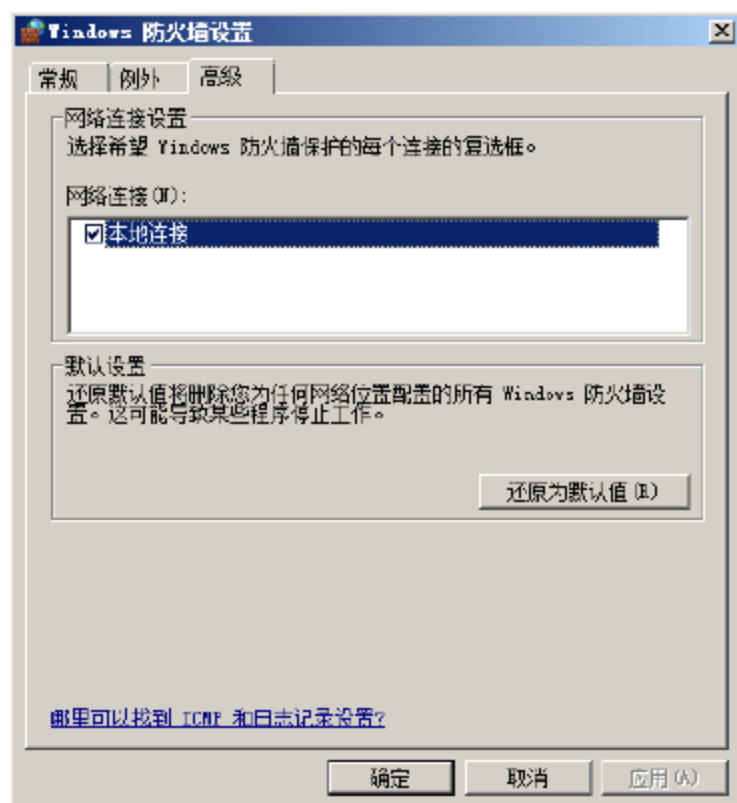 Windows 防火墙设置
常规
例外
高级
网络连接设置
选择希望 Windows 防火墙保护的每个连接的复选框。
网络连接(N):
本地连接
默认设置
还原默认值将删除您为任何网络位置配置的所有 Windows 防火墙设
置。这可能导致某些程序停止工作。
还原为默认值(R)
哪里可以找到 ICMP 和日志记录设置?
确定
取消
应用(A)